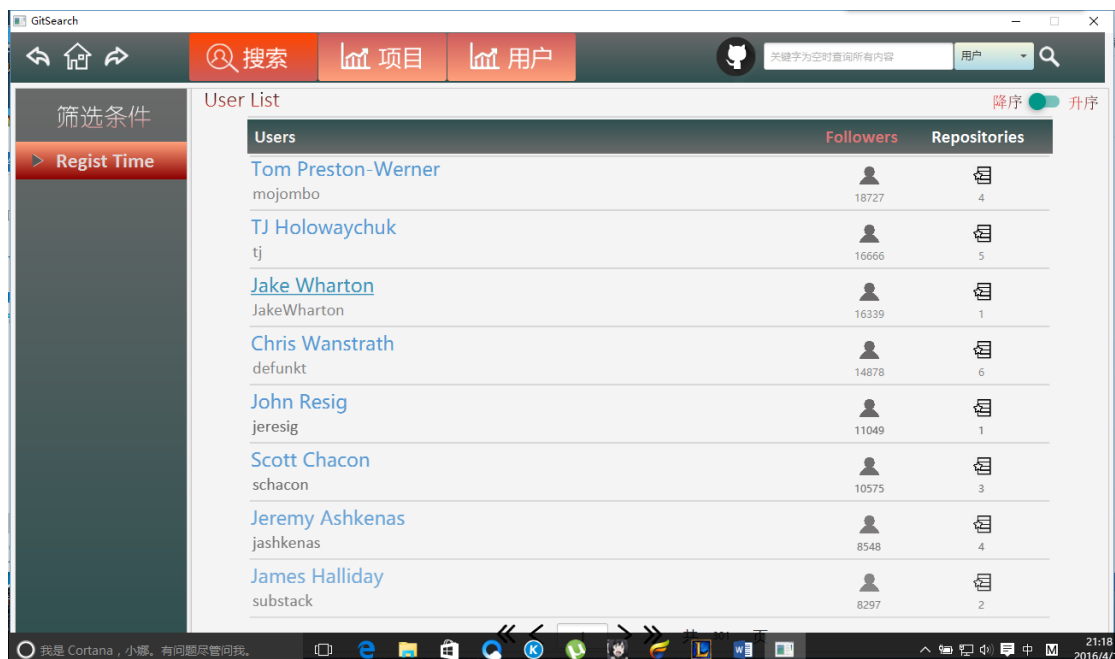 GitSearch
搜索 项目 用户 关键字为空时查询所有内容 用户
筛选条件
Regist Time
User List 降序 升序
Users Followers Repositories
Tom Preston-Werner
mojombo 18727 4
TJ Holowaychuk
tj 16666 5
Jake Wharton
JakeWharton 16339 1
Chris Wanstrath
defunkt 14878 6
John Resig
jeresig 11049 1
Scott Chacon
schacon 10575 3
Jeremy Ashkenas
jashkenas 8548 4
James Halliday
substack 8297 2
共 301 页
我是 Cortana，小娜。有问题尽管问我。 中 M 21:18